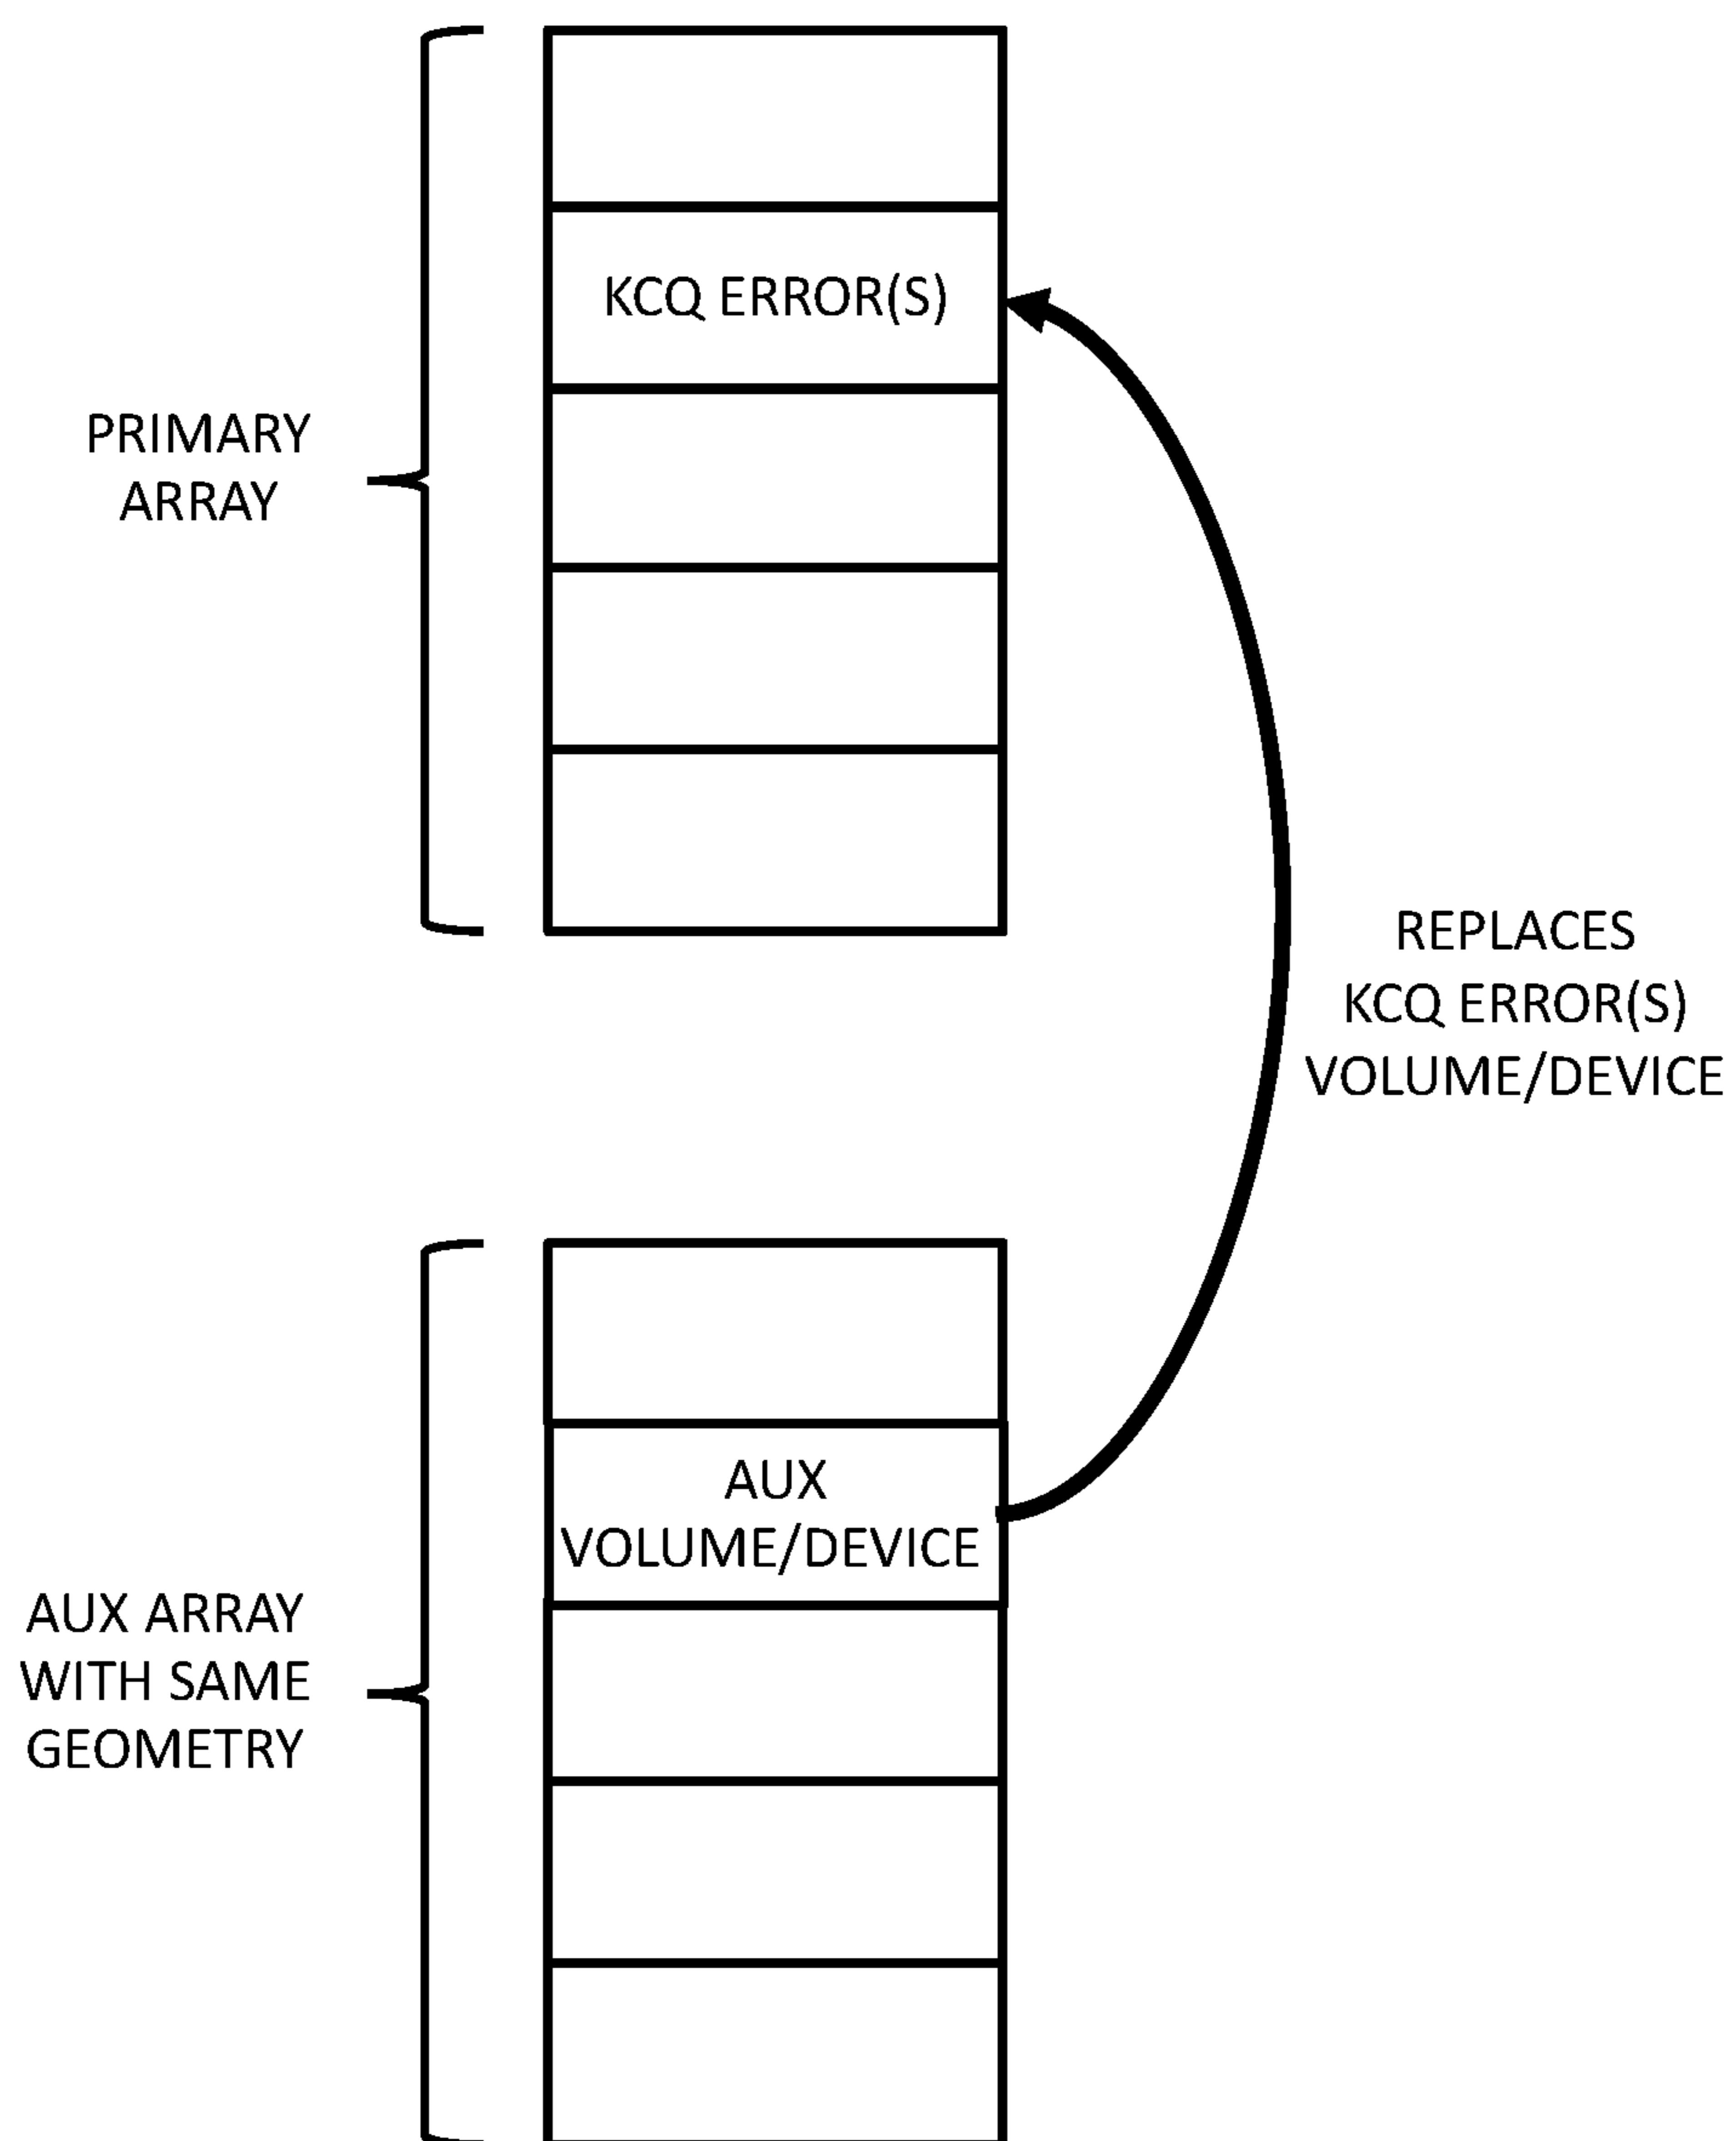 KCQ ERROR(S)
PRIMARY
ARRAY
REPLACES
KCQ ERROR(S)
VOLUME/DEVICE
AUX
VOLUME/DEVICE
AUX ARRAY
WITH SAME
GEOMETRY